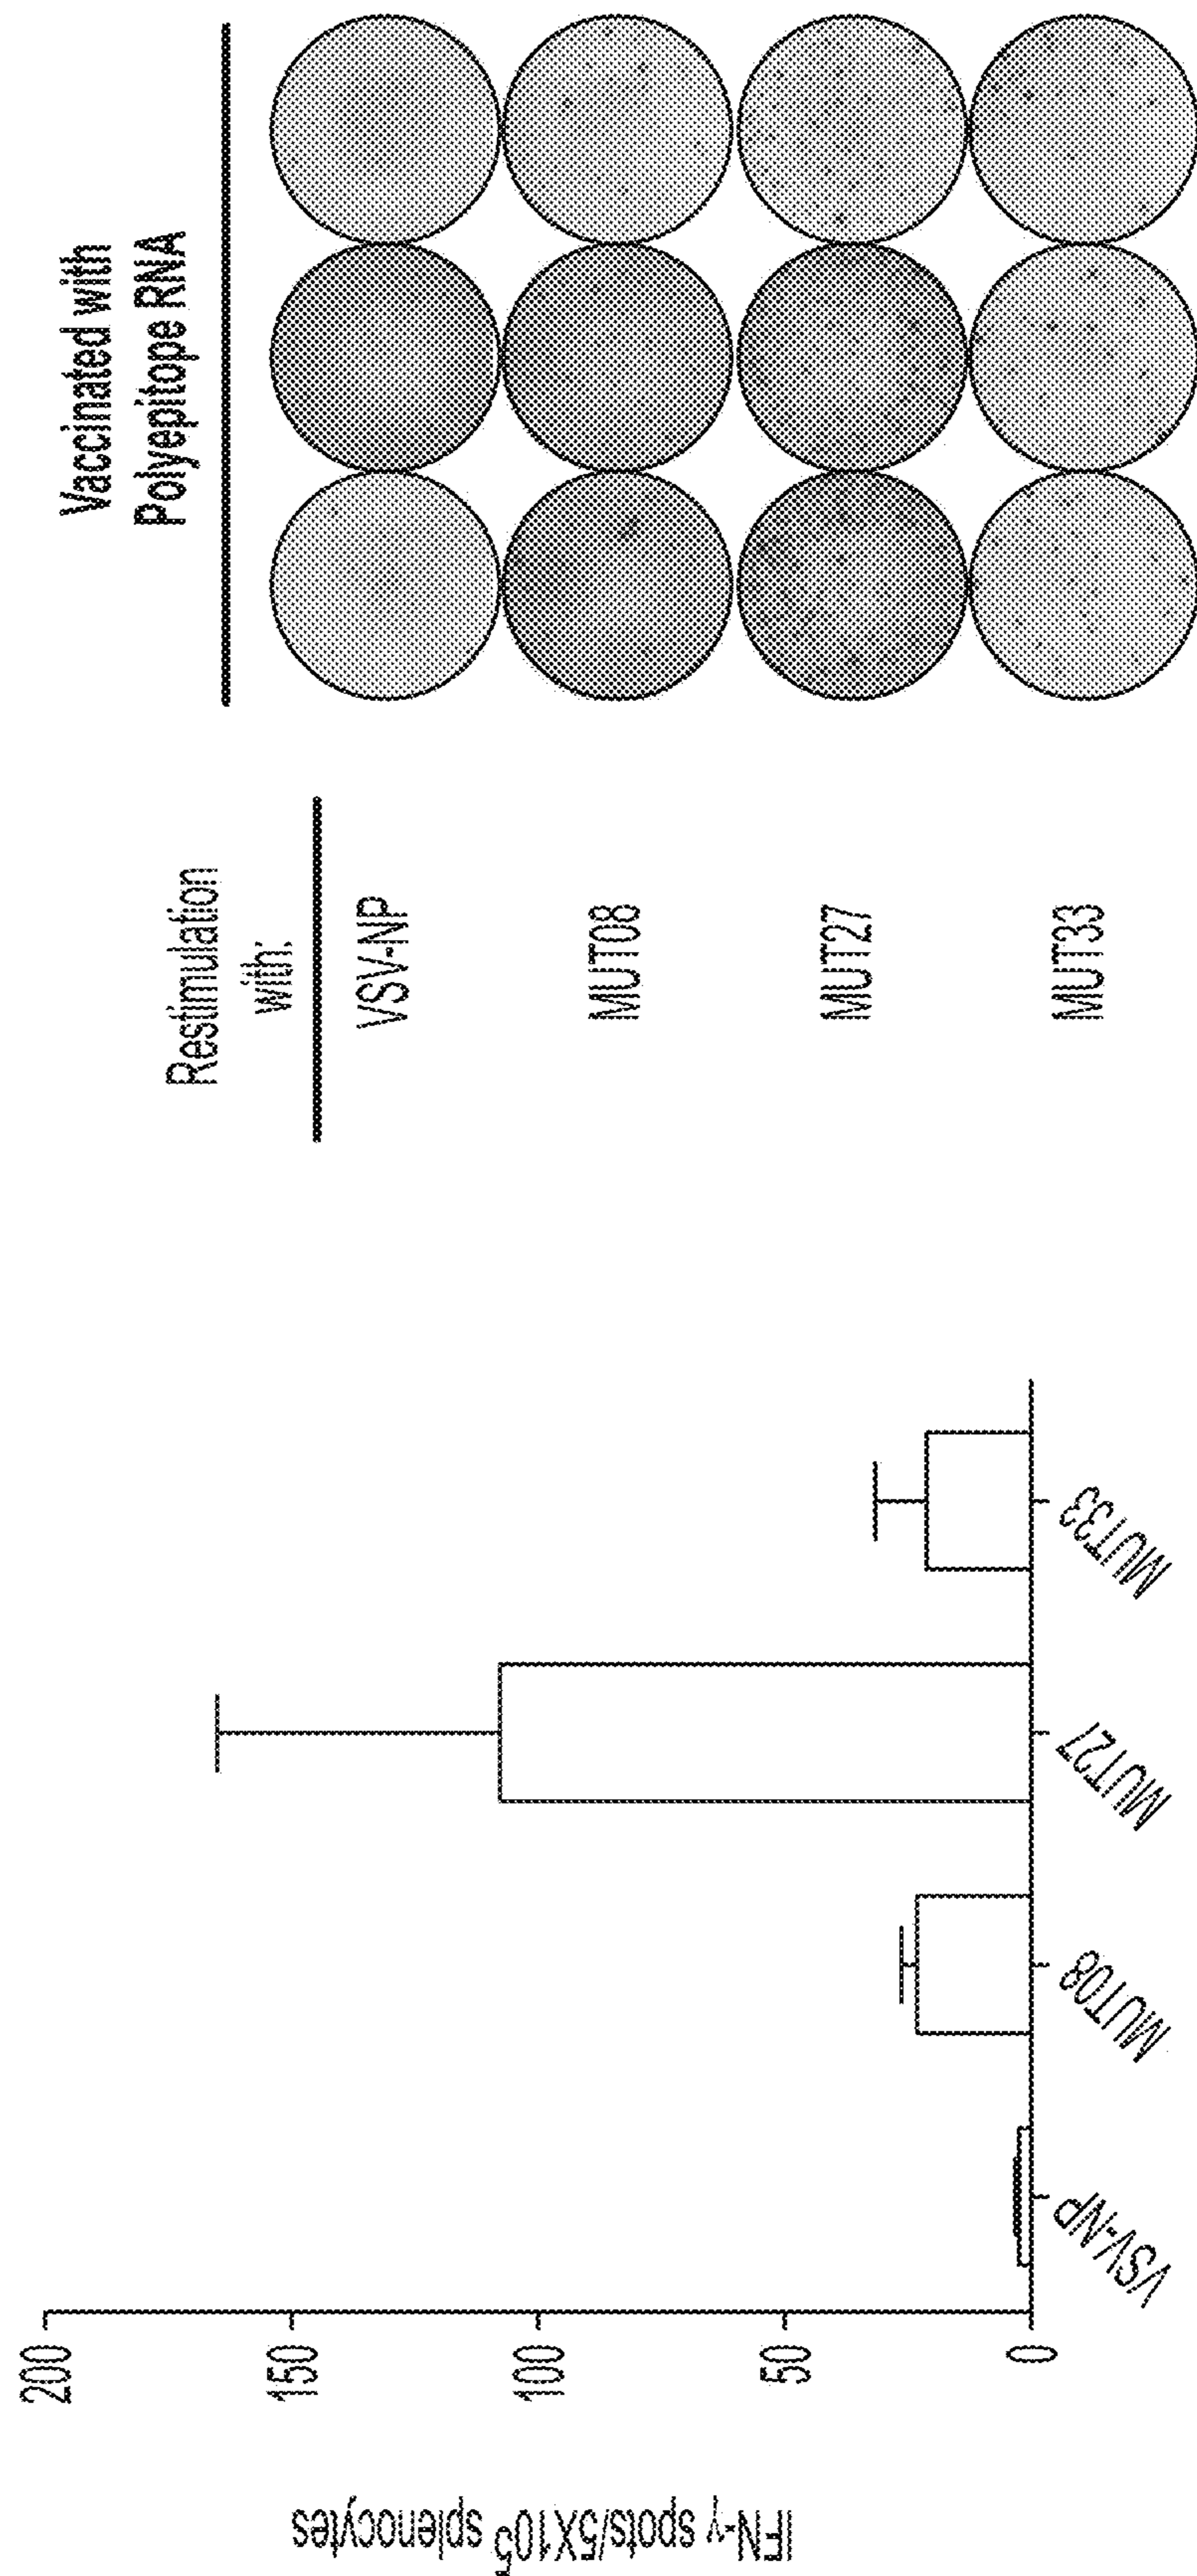 IFN-γ spots/5X10⁵ splenocytes
200
150
100
50
0
VSV-NP
MUT08
MUT27
MUT33
Restimulation
with:
VSV-NP
MUT08
MUT27
MUT33
Vaccinated with
Polyepitope RNA